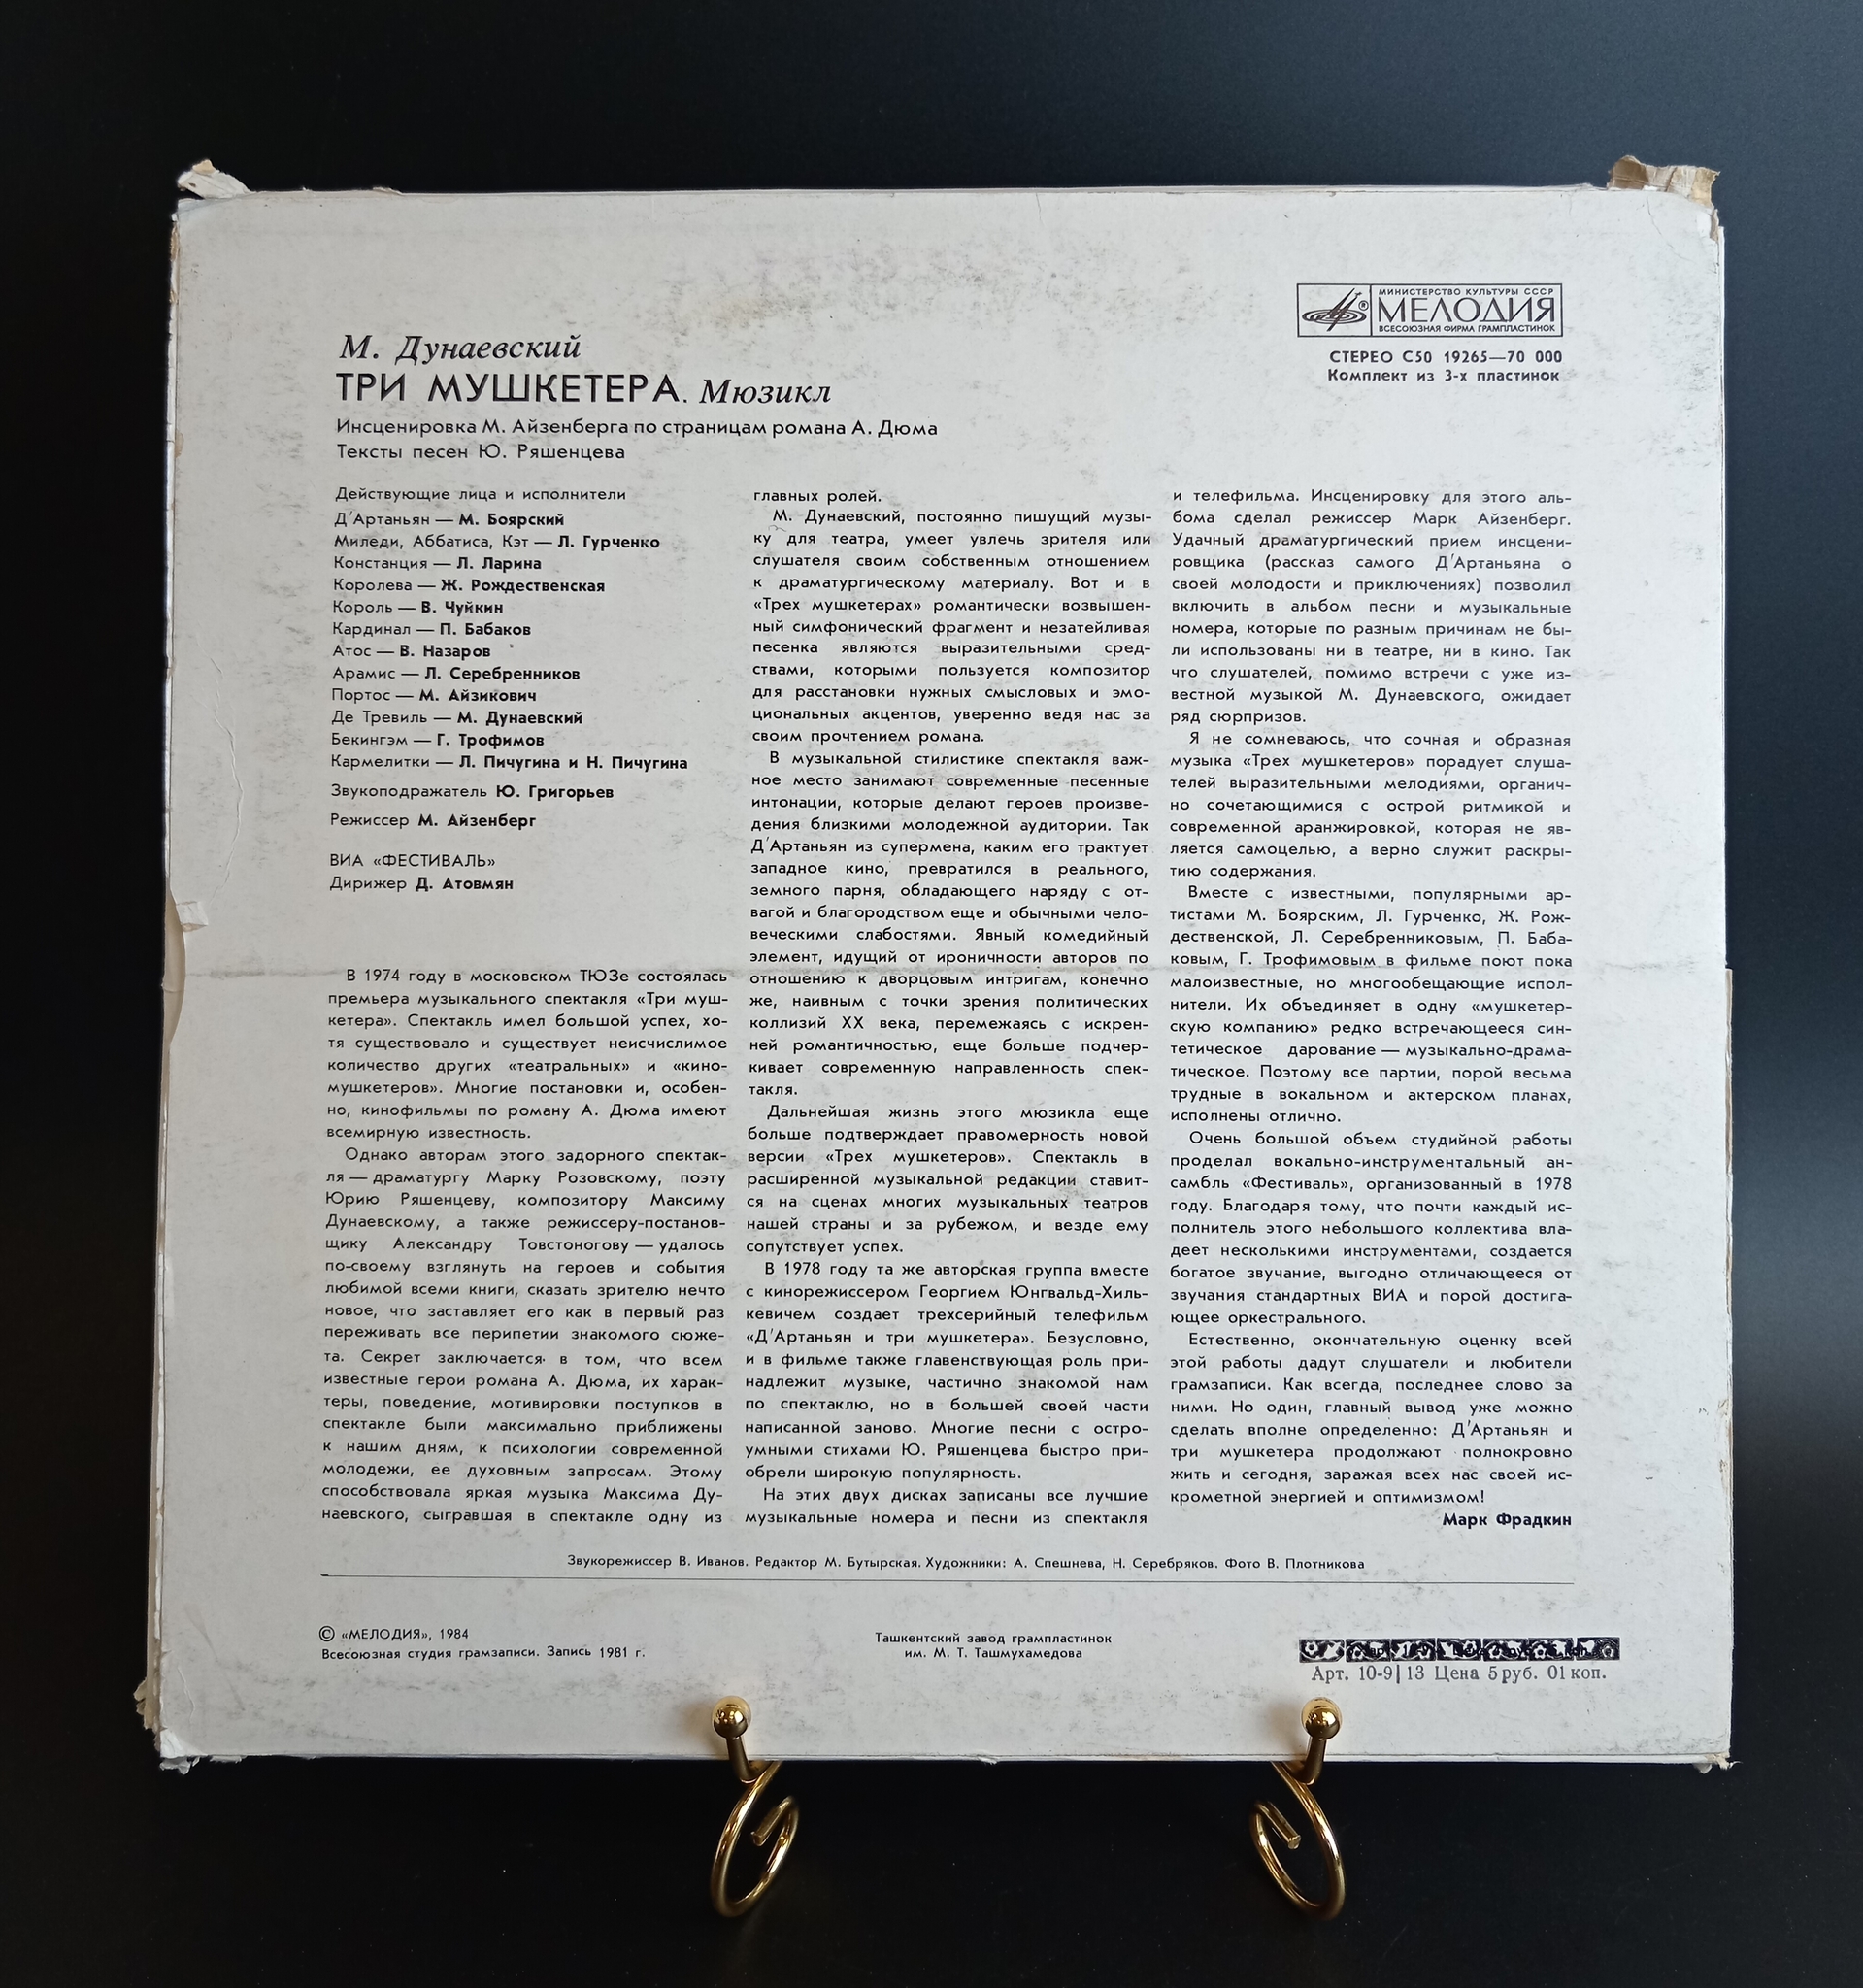 МИНИСТЕРСТВО КУЛЬТУРЫ СССР
МЕЛОДИЯ
ВСЕСОЮЗНАЯ ФИРМА ГРАМПЛАСТИНОК
СТЕРЕО С50 19265—70 000
Комплект из 3-х пластинок
М. Дунаевский
ТРИ МУШКЕТЕРА. Мюзикл
Инсценировка М. Айзенберга по страницам романа А. Дюма
Тексты песен Ю. Ряшенцева
Действующие лица и исполнители
Д'Артаньян — М. Боярский
Миледи, Аббатиса, Кэт — Л. Гурченко
Констанция — Л. Ларина
Королева — Ж. Рождественская
Король — В. Чуйкин
Кардинал — П. Бабаков
Атос — В. Назаров
Арамис — Л. Серебренников
Портос — М. Айзикович
Де Тревиль — М. Дунаевский
Бекингэм — Г. Трофимов
Кармелитки — Л. Пичугина и Н. Пичугина
Звукоподражатель Ю. Григорьев
Режиссер М. Айзенберг
ВИА «ФЕСТИВАЛЬ»
Дирижер Д. Атовмян
В 1974 году в московском ТЮЗе состоялась
премьера музыкального спектакля «Три муш-
кетера». Спектакль имел большой успех, хо-
тя существовало и существует неисчислимое
количество других «театральных» и «кино-
мушкетеров». Многие постановки и, особен-
но, кинофильмы по роману А. Дюма имеют
всемирную известность.
Однако авторам этого задорного спектак-
ля — драматургу Марку Розовскому, поэту
Юрию Ряшенцеву, композитору Максиму
Дунаевскому, а также режиссеру-постанов-
щику Александру Товстоногову — удалось
по-своему взглянуть на героев и события
любимой всеми книги, сказать зрителю нечто
новое, что заставляет его как в первый раз
переживать все перипетии знакомого сюже-
та. Секрет заключается в том, что всем
известные герои романа А. Дюма, их харак-
теры, поведение, мотивировки поступков в
спектакле были максимально приближены
к нашим дням, к психологии современной
молодежи, ее духовным запросам. Этому
способствовала яркая музыка Максима Ду-
наевского, сыгравшая в спектакле одну из
главных ролей.
М. Дунаевский, постоянно пишущий музы-
ку для театра, умеет увлечь зрителя или
слушателя своим собственным отношением
к драматургическому материалу. Вот и в
«Трех мушкетерах» романтически возвышен-
ный симфонический фрагмент и незатейливая
песенка являются выразительными сред-
ствами, которыми пользуется композитор
для расстановки нужных смысловых и эмо-
циональных акцентов, уверенно ведя нас за
своим прочтением романа.
В музыкальной стилистике спектакля важ-
ное место занимают современные песенные
интонации, которые делают героев произве-
дения близкими молодежной аудитории. Так
Д'Артаньян из супермена, каким его трактует
западное кино, превратился в реального,
земного парня, обладающего наряду с от-
вагой и благородством еще и обычными чело-
веческими слабостями. Явный комедийный
элемент, идущий от ироничности авторов по
отношению к дворцовым интригам, конечно
же, наивным с точки зрения политических
коллизий XX века, перемежаясь с искрен-
ней романтичностью, еще больше подчер-
кивает современную направленность спек-
такля.
Дальнейшая жизнь этого мюзикла еще
больше подтверждает правомерность новой
версии «Трех мушкетеров». Спектакль в
расширенной музыкальной редакции ставит-
ся на сценах многих музыкальных театров
нашей страны и за рубежом, и везде ему
сопутствует успех.
В 1978 году та же авторская группа вместе
с кинорежиссером Георгием Юнгвальд-Хиль-
кевичем создает трехсерийный телефильм
«Д'Артаньян и три мушкетера». Безусловно,
и в фильме также главенствующая роль при-
надлежит музыке, частично знакомой нам
по спектаклю, но в большей своей части
написанной заново. Многие песни с остро-
умными стихами Ю. Ряшенцева быстро при-
обрели широкую популярность.
На этих двух дисках записаны все лучшие
музыкальные номера и песни из спектакля
и телефильма. Инсценировку для этого аль-
бома сделал режиссер Марк Айзенберг.
Удачный драматургический прием инсцени-
ровщика (рассказ самого Д'Артаньяна о
своей молодости и приключениях) позволил
включить в альбом песни и музыкальные
номера, которые по разным причинам не бы-
ли использованы ни в театре, ни в кино. Так
что слушателей, помимо встречи с уже из-
вестной музыкой М. Дунаевского, ожидает
ряд сюрпризов.
Я не сомневаюсь, что сочная и образная
музыка «Трех мушкетеров» порадует слуша-
телей выразительными мелодиями, органич-
но сочетающимися с острой ритмикой и
современной аранжировкой, которая не яв-
ляется самоцелью, а верно служит раскры-
тию содержания.
Вместе с известными, популярными ар-
тистами М. Боярским, Л. Гурченко, Ж. Рож-
дественской, Л. Серебренниковым, П. Баба-
ковым, Г. Трофимовым в фильме поют пока
малоизвестные, но многообещающие испол-
нители. Их объединяет в одну «мушкетер-
скую компанию» редко встречающееся син-
тетическое дарование — музыкально-драма-
тическое. Поэтому все партии, порой весьма
трудные в вокальном и актерском планах,
исполнены отлично.
Очень большой объем студийной работы
проделал вокально-инструментальный ан-
самбль «Фестиваль», организованный в 1978
году. Благодаря тому, что почти каждый ис-
полнитель этого небольшого коллектива вла-
деет несколькими инструментами, создается
богатое звучание, выгодно отличающееся от
звучания стандартных ВИА и порой достига-
ющее оркестрального.
Естественно, окончательную оценку всей
этой работы дадут слушатели и любители
грамзаписи. Как всегда, последнее слово за
ними. Но один, главный вывод уже можно
сделать вполне определенно: Д'Артаньян и
три мушкетера продолжают полнокровно
жить и сегодня, заражая всех нас своей ис-
крометной энергией и оптимизмом!
Марк Фрадкин
Звукорежиссер В. Иванов. Редактор М. Бутырская. Художники: А. Спешнева, Н. Серебряков. Фото В. Плотникова
© «МЕЛОДИЯ», 1984
Всесоюзная студия грамзаписи. Запись 1981 г.
Ташкентский завод грампластинок
им. М. Т. Ташмухамедова
Арт. 10-9|13 Цена 5 руб. 01 коп.